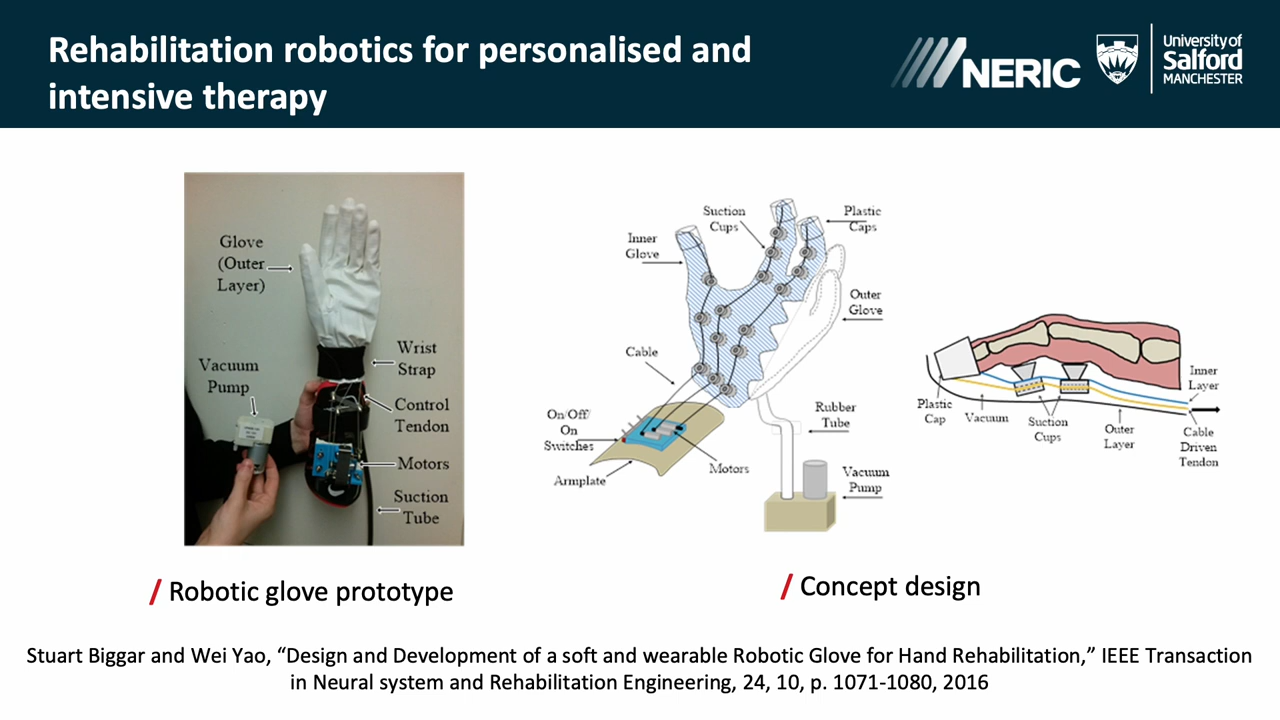 Rehabilitation robotics for personalised and
intensive therapy
NERIC
University of
Salford
MANCHESTER
Glove
(Outer
Layer)
Vacuum
Pump
Wrist
Strap
Control
Tendon
Motors
Suction
Tube
Suction
Cups
Plastic
Caps
Inner
Glove
Outer
Glove
Cable
On/Off/
On
Switches
Armplate
Motors
Rubber
Tube
Vacuum
Pump
Plastic
Cap
Vacuum
Suction
Cups
Outer
Layer
Inner
Layer
Cable
Driven
Tendon
/ Robotic glove prototype
/ Concept design
Stuart Biggar and Wei Yao, “Design and Development of a soft and wearable Robotic Glove for Hand Rehabilitation,” IEEE Transaction
in Neural system and Rehabilitation Engineering, 24, 10, p. 1071-1080, 2016